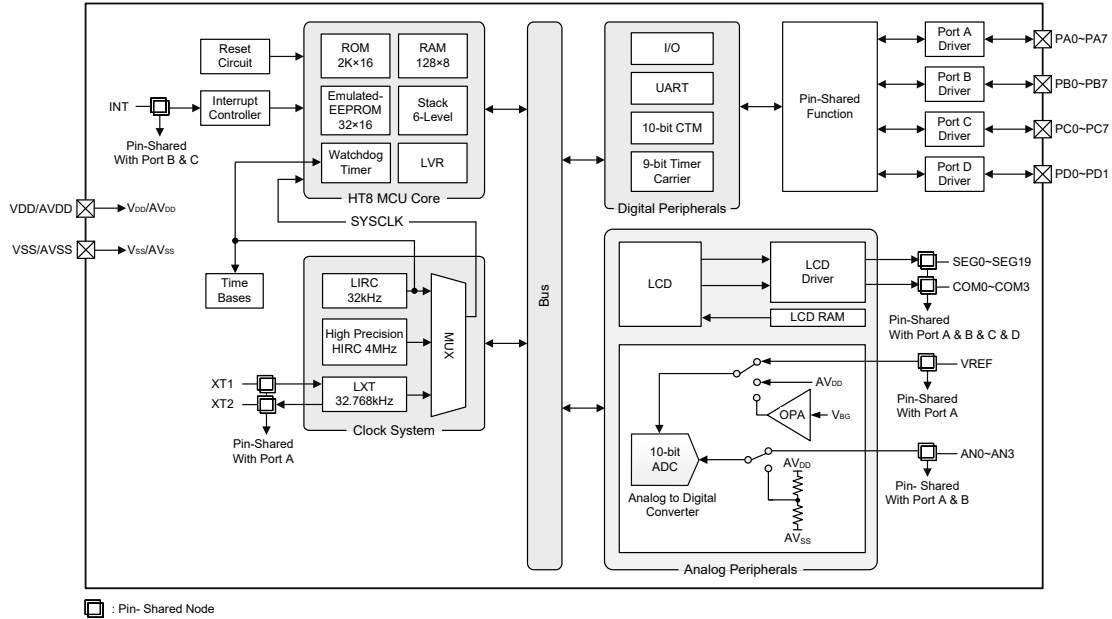 Reset
Circuit
INT
Interrupt
Controller
Pin-Shared
With Port B & C
ROM
2K×16
RAM
128×8
Emulated-
EEPROM
32×16
Stack
6-Level
Watchdog
Timer
LVR
HT8 MCU Core
SYSCLK
VDD/AVDD
VDD/AVDD
VSS/AVSS
VSS/AVSS
Time
Bases
LIRC
32kHz
High Precision
HIRC 4MHz
LXT
32.768kHz
MUX
Clock System
XT1
XT2
Pin-Shared
With Port A
Bus
I/O
UART
10-bit CTM
9-bit Timer
Carrier
Digital Peripherals
Pin-Shared
Function
Port A
Driver
Port B
Driver
Port C
Driver
Port D
Driver
PA0~PA7
PB0~PB7
PC0~PC7
PD0~PD1
LCD
LCD
Driver
LCD RAM
SEG0~SEG19
COM0~COM3
Pin-Shared
With Port A & B & C & D
VREF
Pin-Shared
With Port A
AVDD
OPA
VBG
10-bit
ADC
Analog to Digital
Converter
AVDD
AVSS
AN0~AN3
Pin- Shared
With Port A & B
Analog Peripherals
: Pin- Shared Node